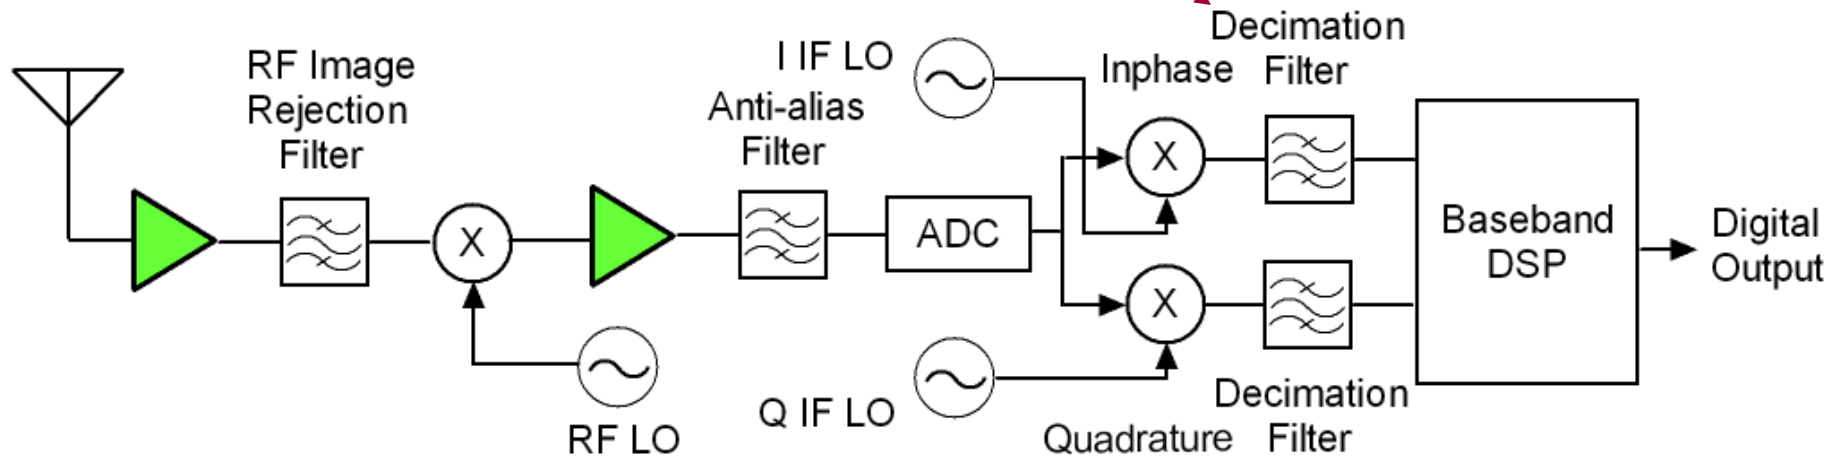 RF Image
Rejection
Filter
X
RF LO
Anti-alias
Filter
ADC
I IF LO
Q IF LO
Inphase
X
Decimation
Filter
X
Quadrature
Decimation
Filter
Baseband
DSP
Digital
Output